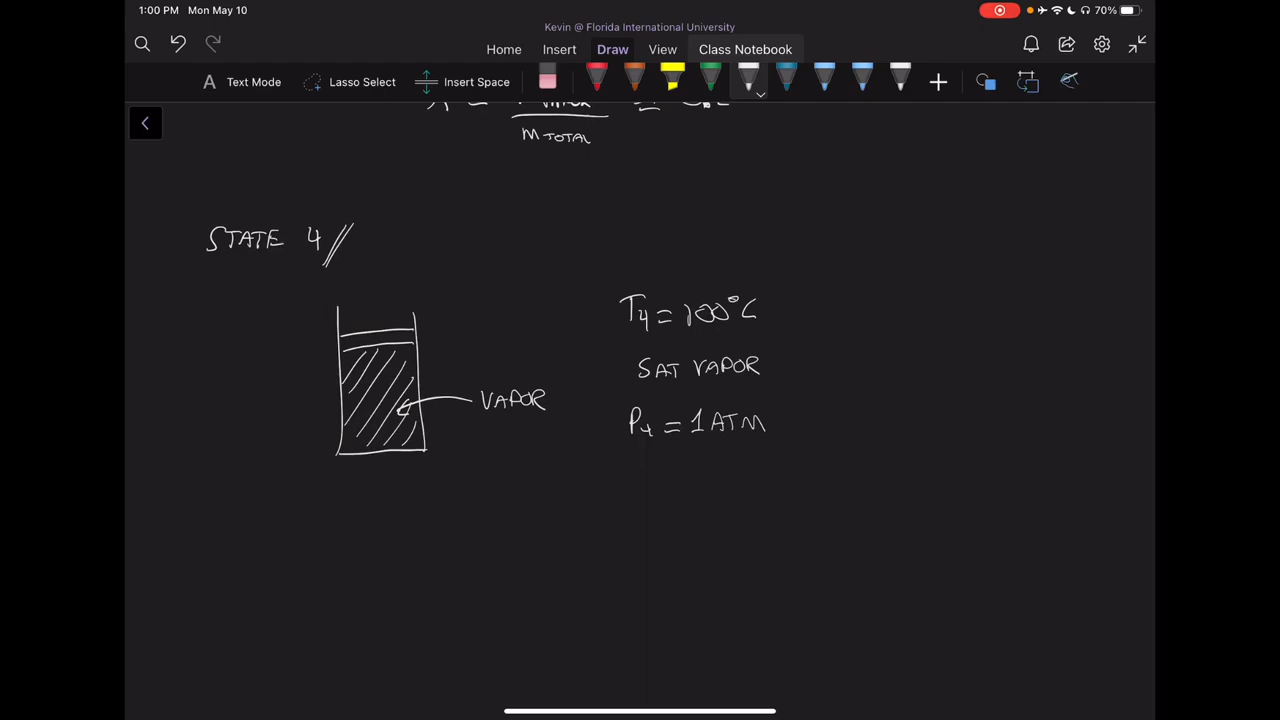 1:00 PM Mon May 10
70%
Kevin @ Florida International University
Home Insert Draw View Class Notebook
Text Mode Lasso Select Insert Space
M TOTAL
STATE 4
T4 = 100°C
SAT VAPOR
VAPOR
P4 = 1 ATM